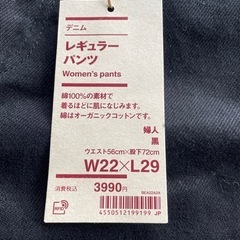 デニム
レギュラー
パンツ
Women's pants
綿100%の素材で
着るほどに肌になじみます。
綿はオーガニックコットンです。
婦人
黒
ウエスト56cm×股下72cm
W22×L29
消費税込 3990円
4550512199199 JP